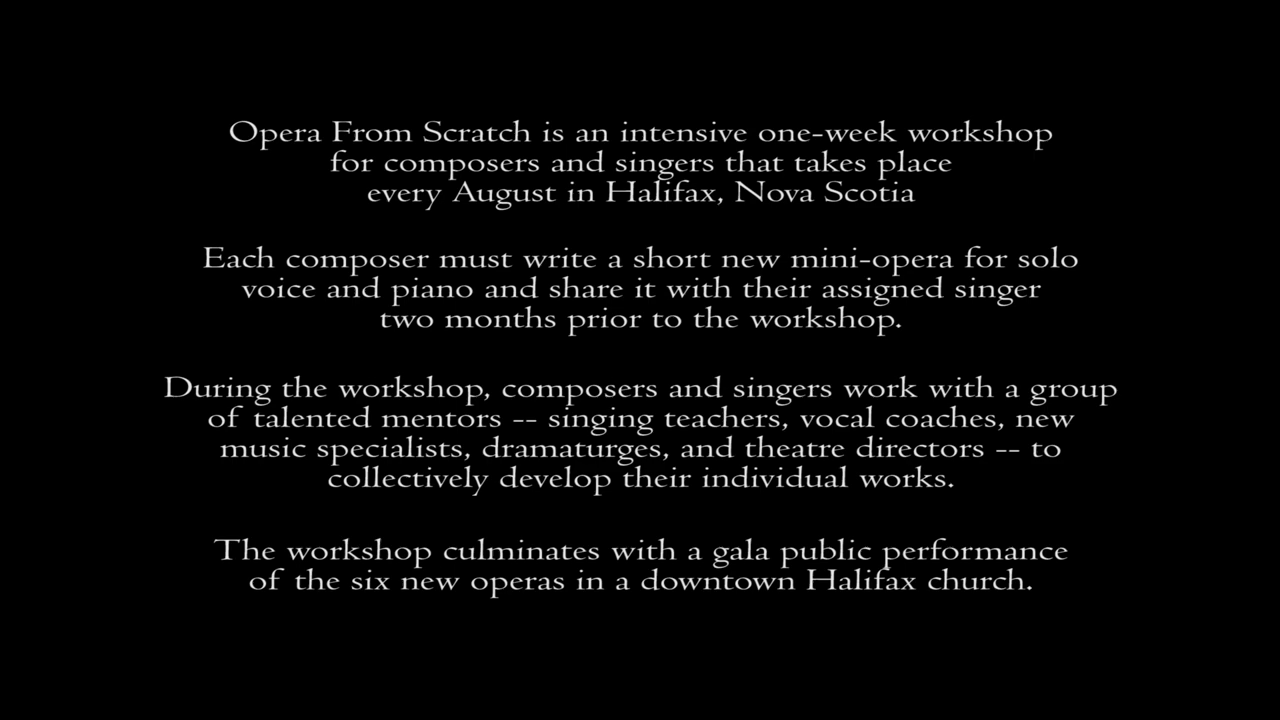 Opera From Scratch is an intensive one-week workshop
for composers and singers that takes place
every August in Halifax, Nova Scotia
Each composer must write a short new mini-opera for solo
voice and piano and share it with their assigned singer
two months prior to the workshop.
During the workshop, composers and singers work with a group
of talented mentors -- singing teachers, vocal coaches, new
music specialists, dramaturges, and theatre directors -- to
collectively develop their individual works.
The workshop culminates with a gala public performance
of the six new operas in a downtown Halifax church.